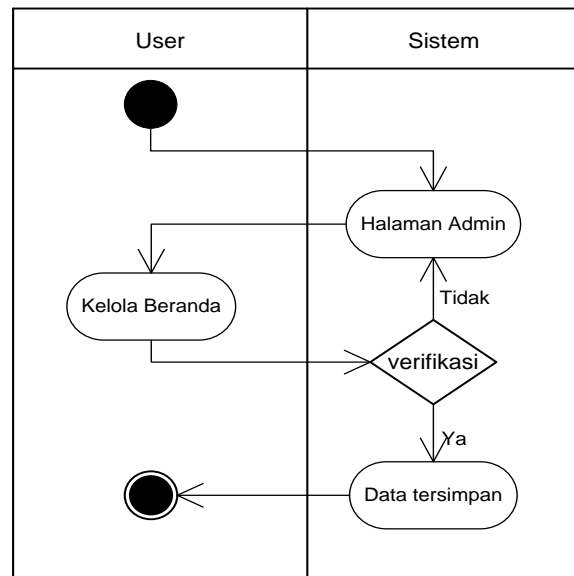 User
Sistem
Halaman Admin
Kelola Beranda
Tidak
verifikasi
Ya
Data tersimpan